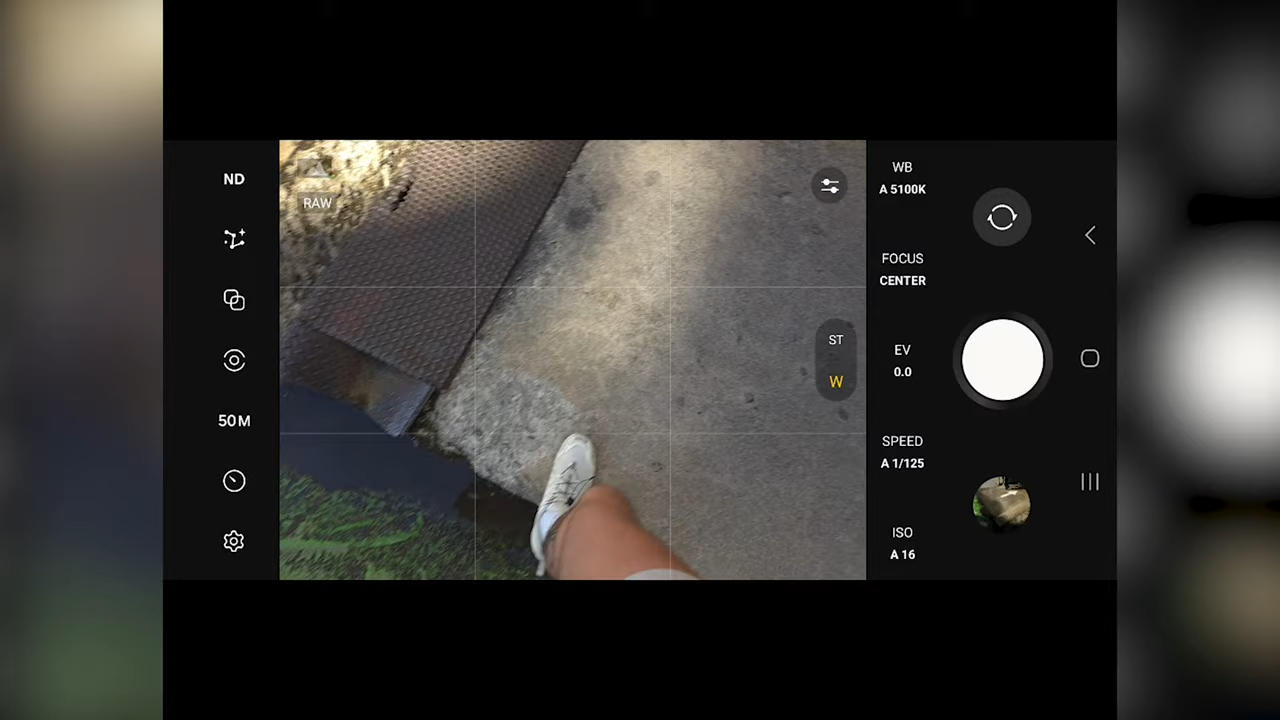 ND
50M
RAW
ST
W
WB
A 5100K
FOCUS
CENTER
EV
0.0
SPEED
A 1/125
ISO
A 16